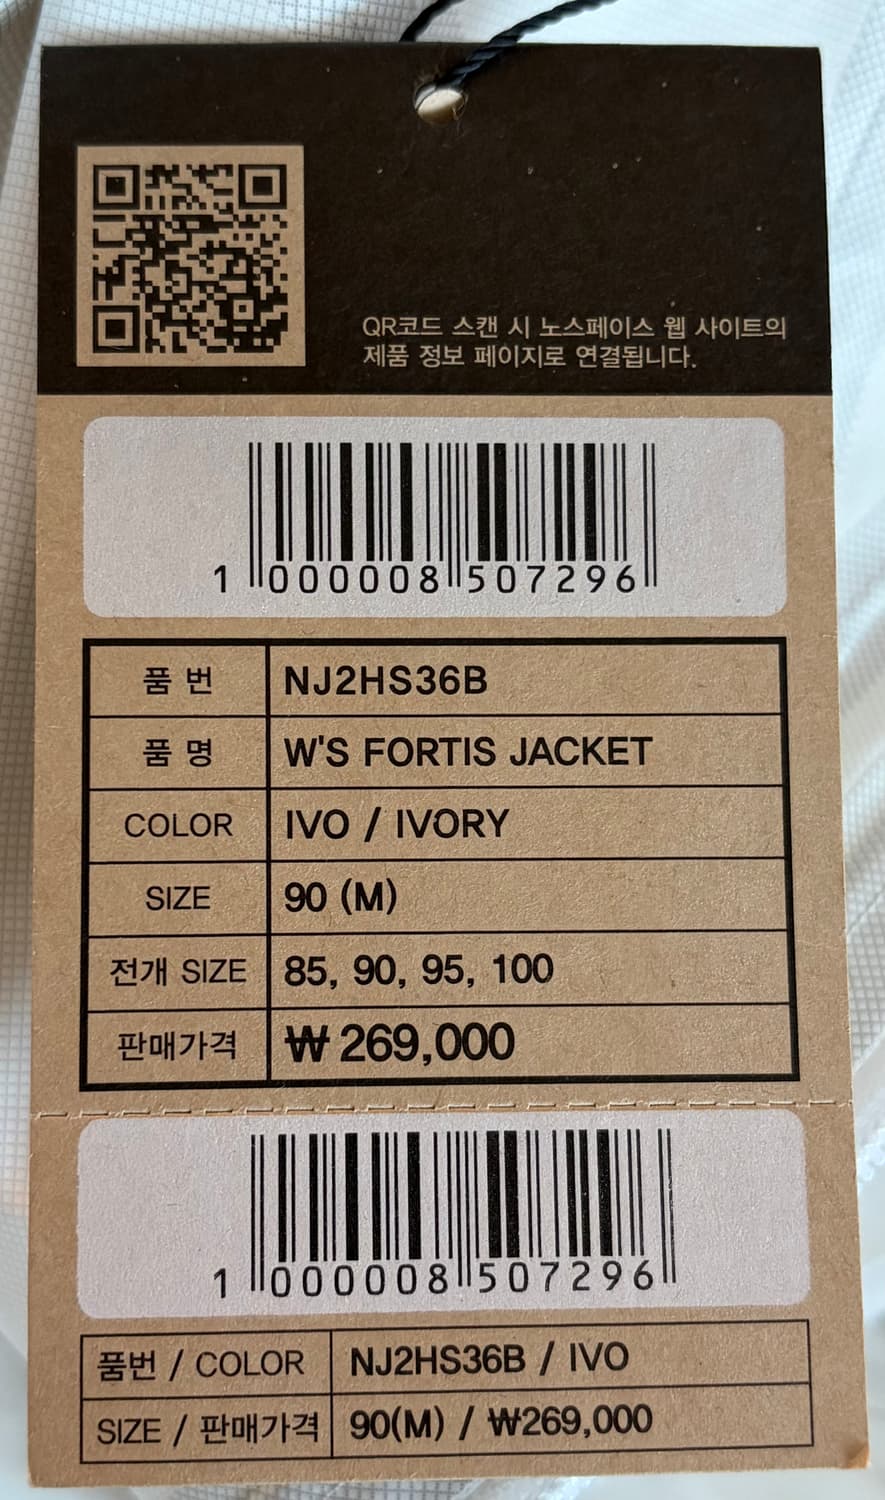 QR코드 스캔 시 노스페이스 웹 사이트의
제품 정보 페이지로 연결됩니다.
1 000008 507296
품 번 NJ2HS36B
품 명 W'S FORTIS JACKET
COLOR IVO / IVORY
SIZE 90 (M)
전개 SIZE 85, 90, 95, 100
판매가격 ₩ 269,000
1 000008 507296
품번 / COLOR NJ2HS36B / IVO
SIZE / 판매가격 90(M) / ₩269,000